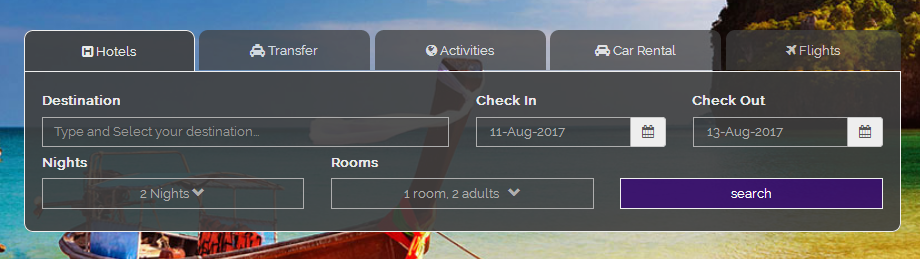 Hotels Transfer Activities Car Rental Flights
Destination Check In Check Out
Type and Select your destination... 11-Aug-2017 13-Aug-2017
Nights Rooms
2 Nights 1 room, 2 adults search